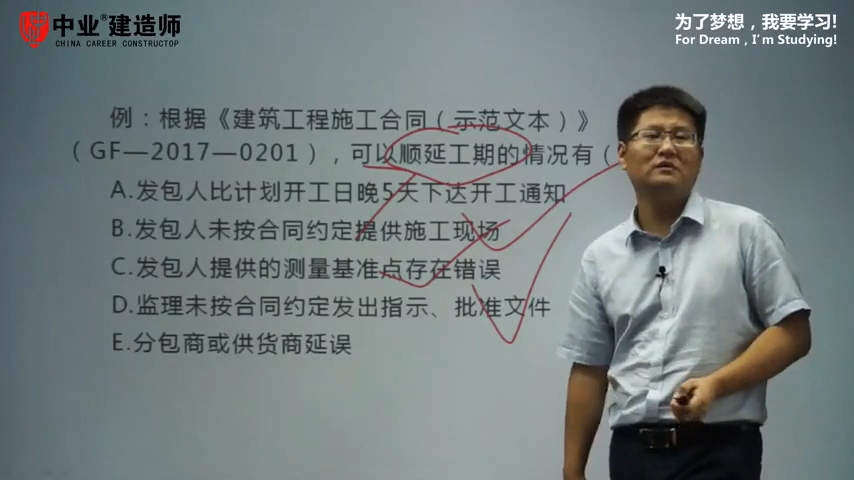 中业®建造师
CHINA CAREER CONSTRUCTOP
为了梦想，我要学习!
For Dream , I'm Studying!
例：根据《建筑工程施工合同（示范文本）》
（GF—2017—0201），可以顺延工期的情况有（
A.发包人比计划开工日晚5天下达开工通知
B.发包人未按合同约定提供施工现场
C.发包人提供的测量基准点存在错误
D.监理未按合同约定发出指示、批准文件
E.分包商或供货商延误